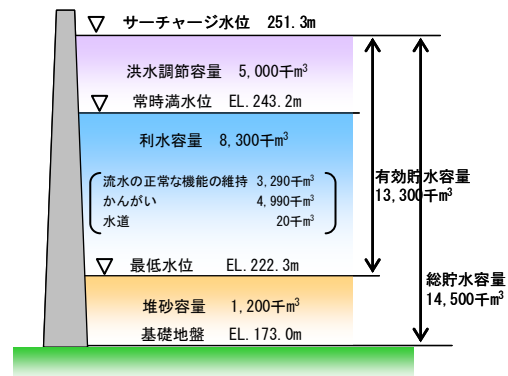 ▽ サーチャージ水位 251.3m
洪水調節容量 5,000千m³
▽ 常時満水位 EL.243.2m
利水容量 8,300千m³
流水の正常な機能の維持 3,290千m³
かんがい 4,990千m³
水道 20千m³
有効貯水容量
13,300千m³
▽ 最低水位 EL.222.3m
総貯水容量
14,500千m³
堆砂容量 1,200千m³
基礎地盤 EL.173.0m